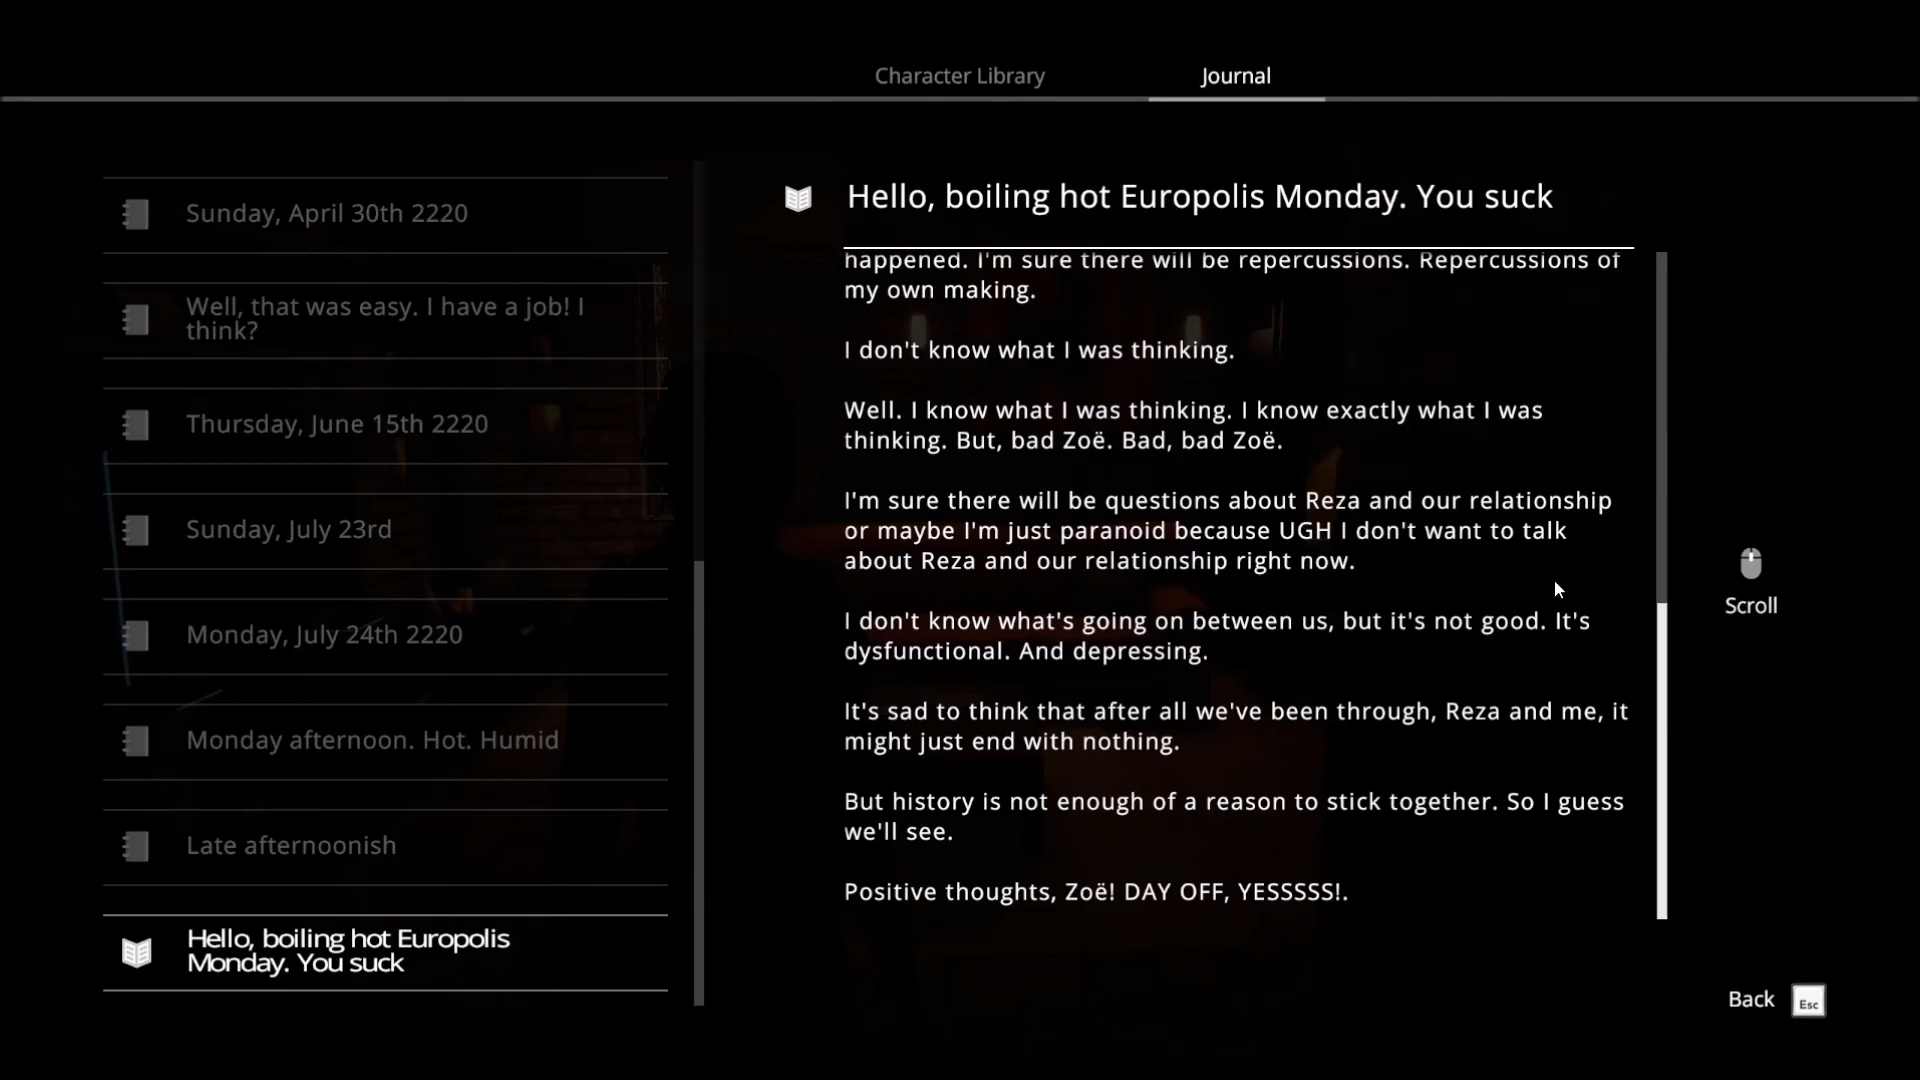 Character Library
Journal
Sunday, April 30th 2220
Well, that was easy. I have a job! I
think?
Thursday, June 15th 2220
Sunday, July 23rd
Monday, July 24th 2220
Monday afternoon. Hot. Humid
Late afternoonish
Hello, boiling hot Europolis
Monday. You suck
Hello, boiling hot Europolis Monday. You suck
happened. I'm sure there will be repercussions. Repercussions of
my own making.
I don't know what I was thinking.
Well. I know what I was thinking. I know exactly what I was
thinking. But, bad Zoë. Bad, bad Zoë.
I'm sure there will be questions about Reza and our relationship
or maybe I'm just paranoid because UGH I don't want to talk
about Reza and our relationship right now.
I don't know what's going on between us, but it's not good. It's
dysfunctional. And depressing.
It's sad to think that after all we've been through, Reza and me, it
might just end with nothing.
But history is not enough of a reason to stick together. So I guess
we'll see.
Positive thoughts, Zoë! DAY OFF, YESSSSS!.
Scroll
Back
Esc